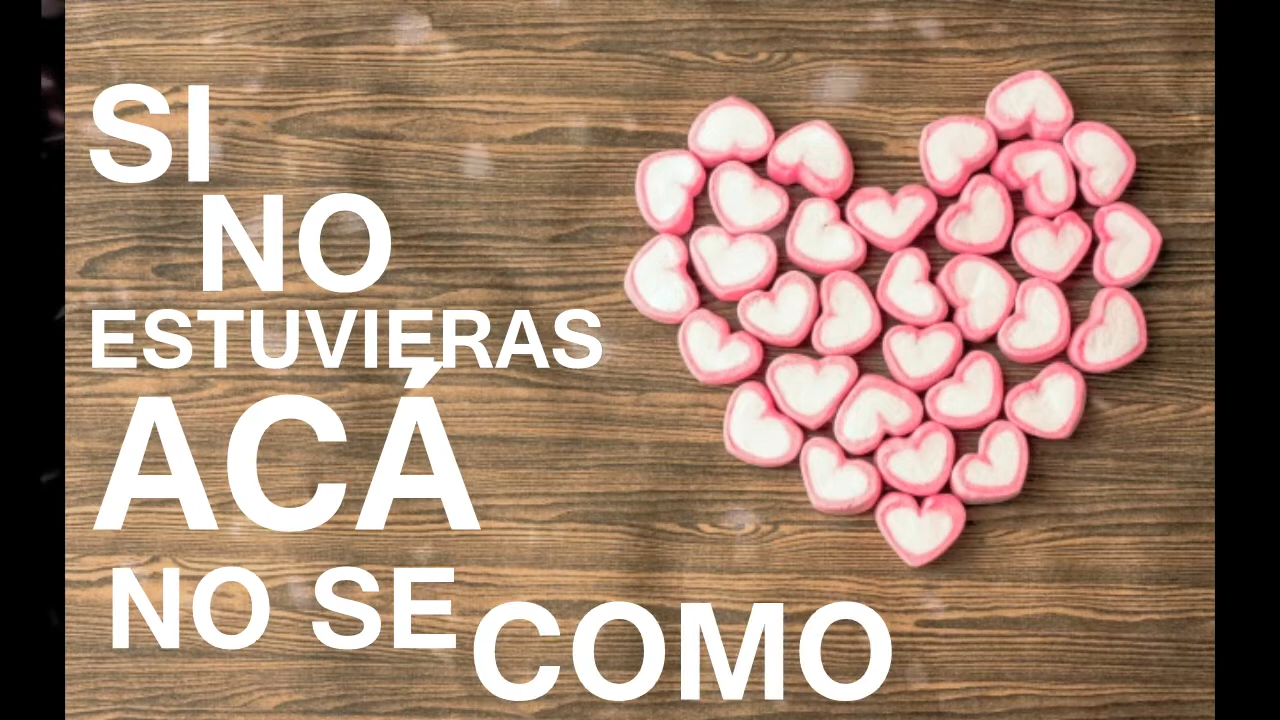 SI
NO
ESTUVIERAS
ACÁ
NO SE
COMO